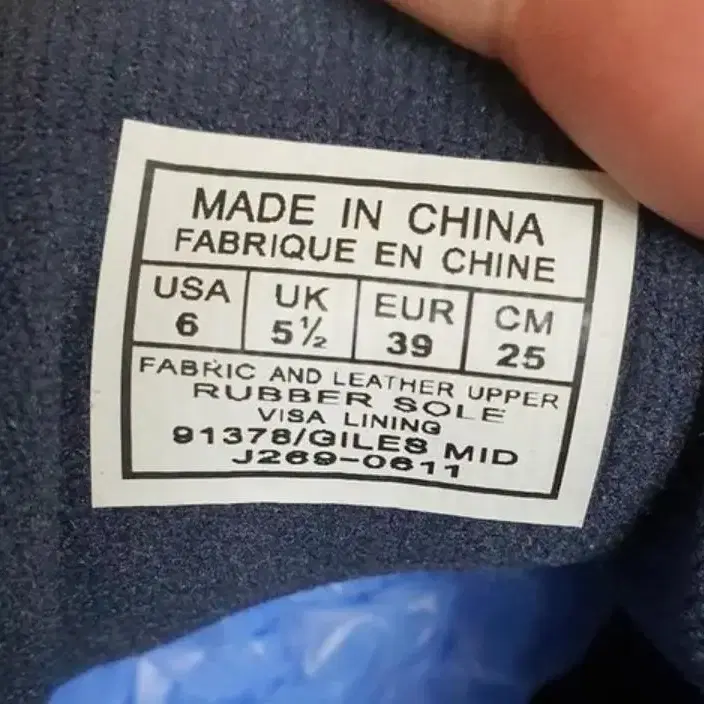 MADE IN CHINA
FABRIQUE EN CHINE
USA UK EUR CM
6 5½ 39 25
FABRIC AND LEATHER UPPER
RUBBER SOLE
VISA LINING
91378/GILES MID
J269-0611